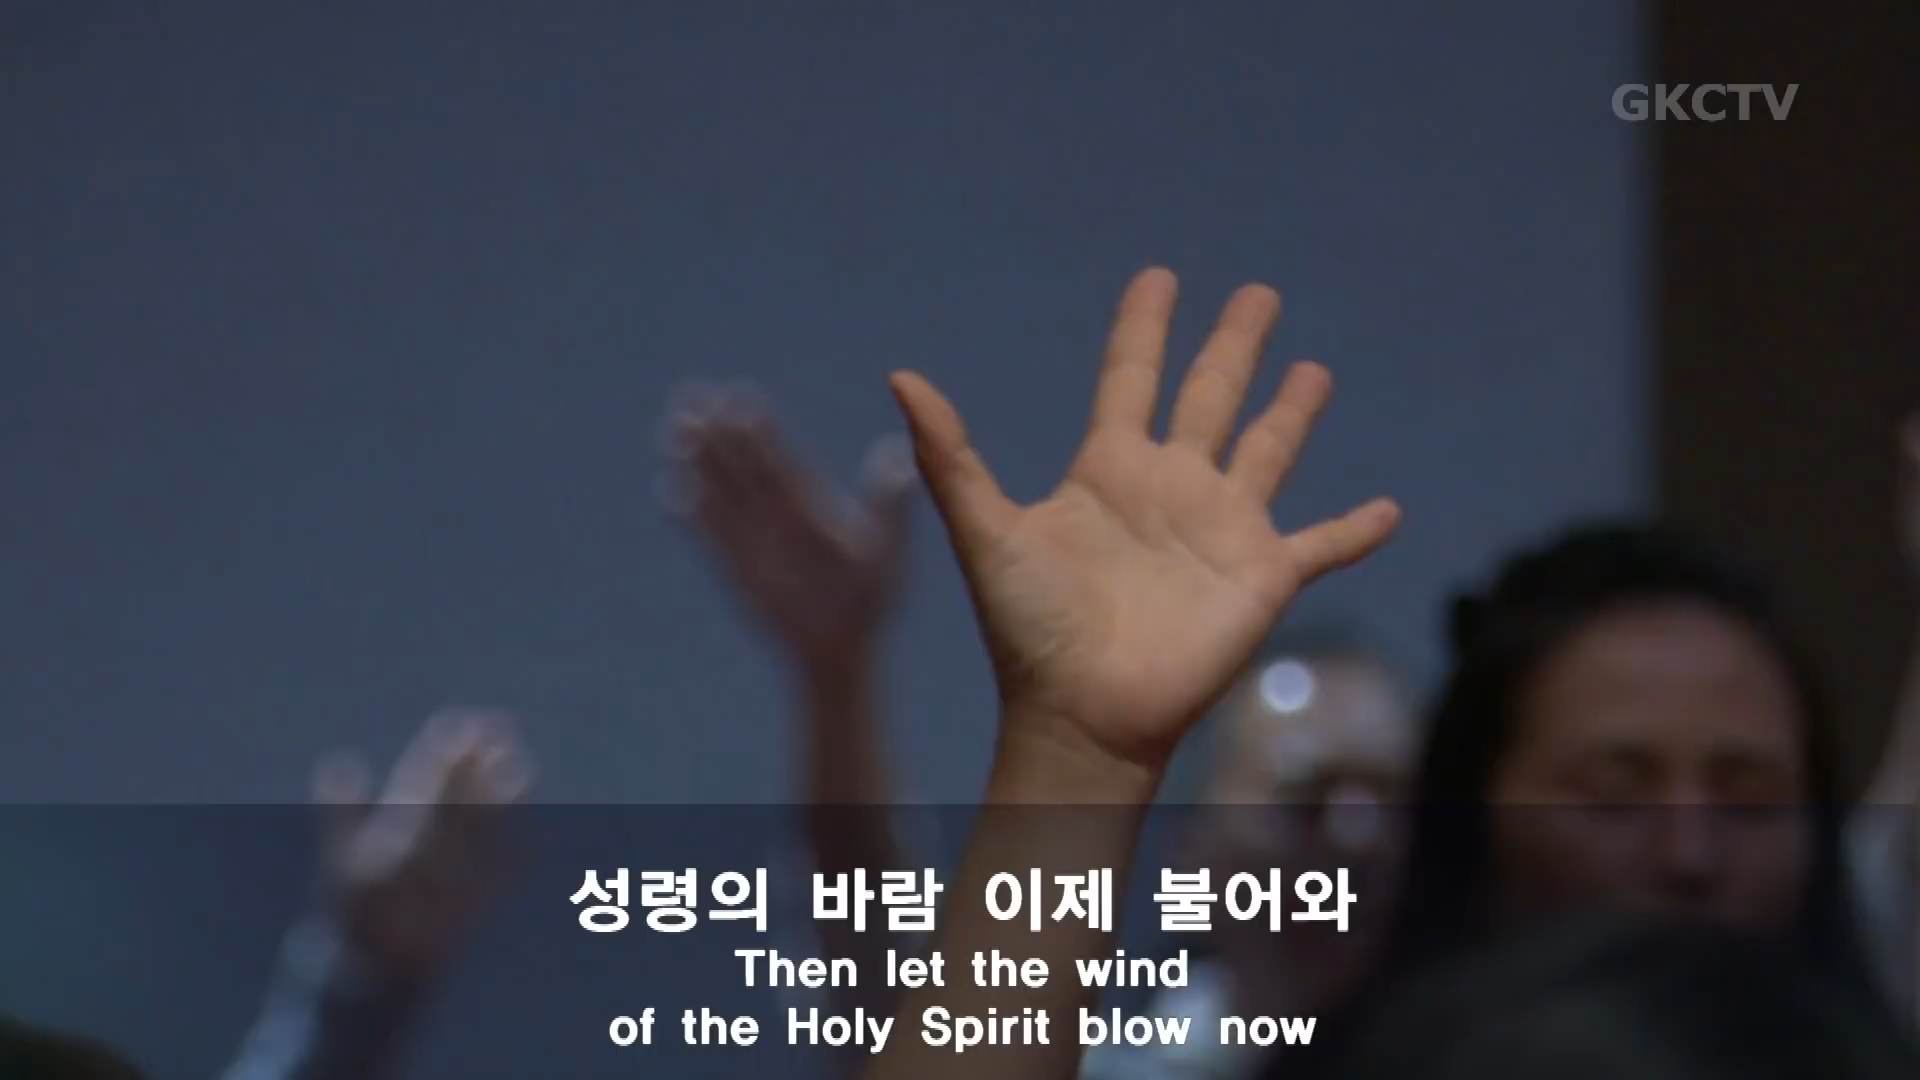 GKCTV
성령의 바람 이제 불어와
Then let the wind
of the Holy Spirit blow now